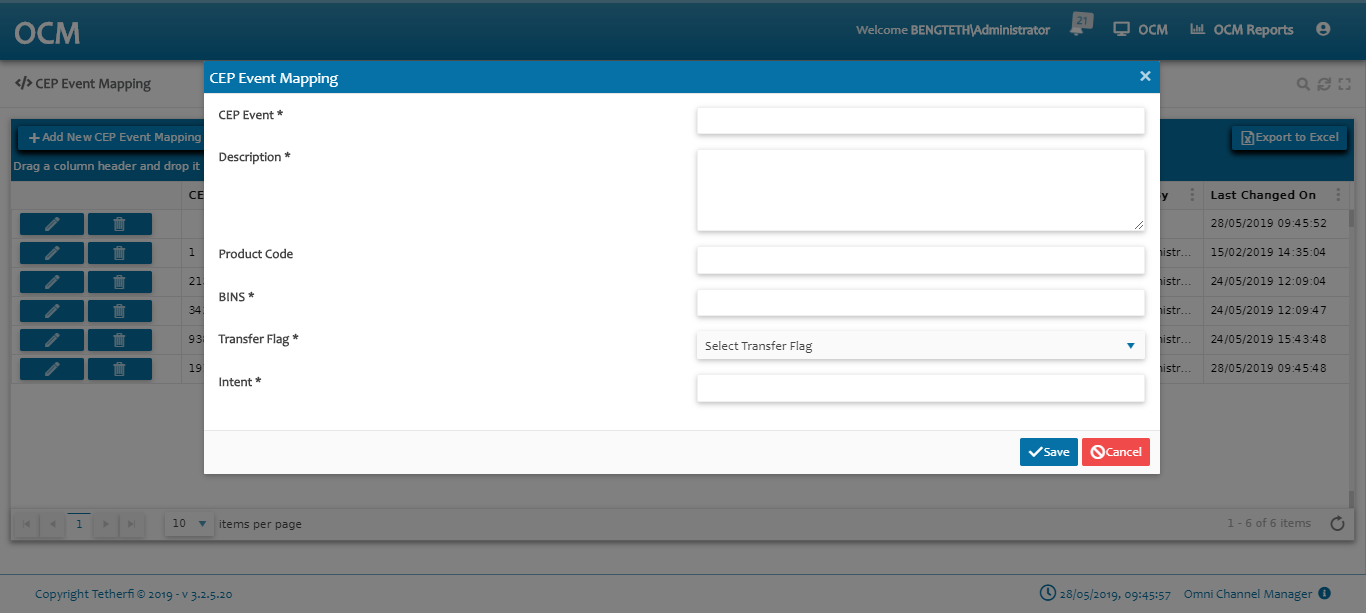 OCM
Welcome BENGTETH\Administrator
21
OCM
OCM Reports
</> CEP Event Mapping
CEP Event Mapping
Add New CEP Event Mapping
Export to Excel
Drag a column header and drop it
CEP Event *
Description *
Product Code
BINS *
Transfer Flag *
Select Transfer Flag
Intent *
Save
Cancel
CE
y
Last Changed On
28/05/2019 09:45:52
1
nistr...
15/02/2019 14:35:04
21
nistr...
24/05/2019 12:09:04
34
nistr...
24/05/2019 12:09:47
938
nistr...
24/05/2019 15:43:48
19
nistr...
28/05/2019 09:45:48
1
10
items per page
1 - 6 of 6 items
Copyright Tetherfi © 2019 - v 3.2.5.20
28/05/2019, 09:45:57
Omni Channel Manager